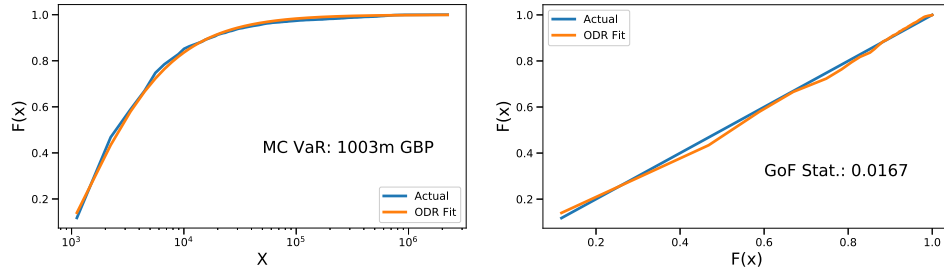 1.0
0.8
0.6
0.4
0.2
F(x)
MC VaR: 1003m GBP
Actual
ODR Fit
10³
10⁴
10⁵
10⁶
X
Actual
ODR Fit
1.0
0.8
0.6
0.4
0.2
F(x)
GoF Stat.: 0.0167
0.2
0.4
0.6
0.8
1.0
F(x)